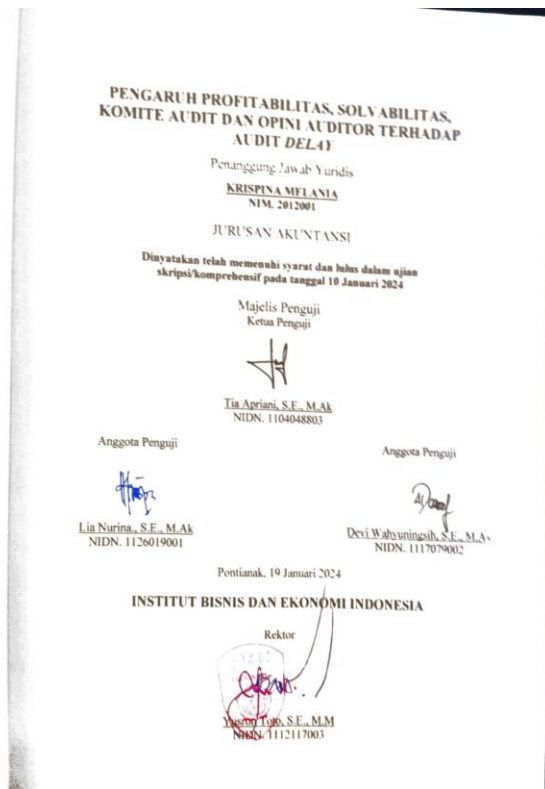 PENGARUH PROFITABILITAS, SOLVABILITAS,
KOMITE AUDIT DAN OPINI AUDITOR TERHADAP
AUDIT DELAY
Penanggung Jawab Yuridis
KRISPINA MELANIA
NIM. 2012001
JURUSAN AKUNTANSI
Dinyatakan telah memenuhi syarat dan lulus dalam ujian
skripsi/komprehensif pada tanggal 10 Januari 2024
Majelis Penguji
Ketua Penguji
Tia Apriani, S.E., M.Ak
NIDN. 1104048803
Anggota Penguji
Lia Nurina., S.E., M.Ak
NIDN. 1126019001
Anggota Penguji
Devi Wahyuningsih, S.E., M.A
NIDN. 1117079002
Pontianak, 19 Januari 2024
INSTITUT BISNIS DAN EKONOMI INDONESIA
Rektor
Yusron Toto, S.E., M.M
NIDN. 1112117003